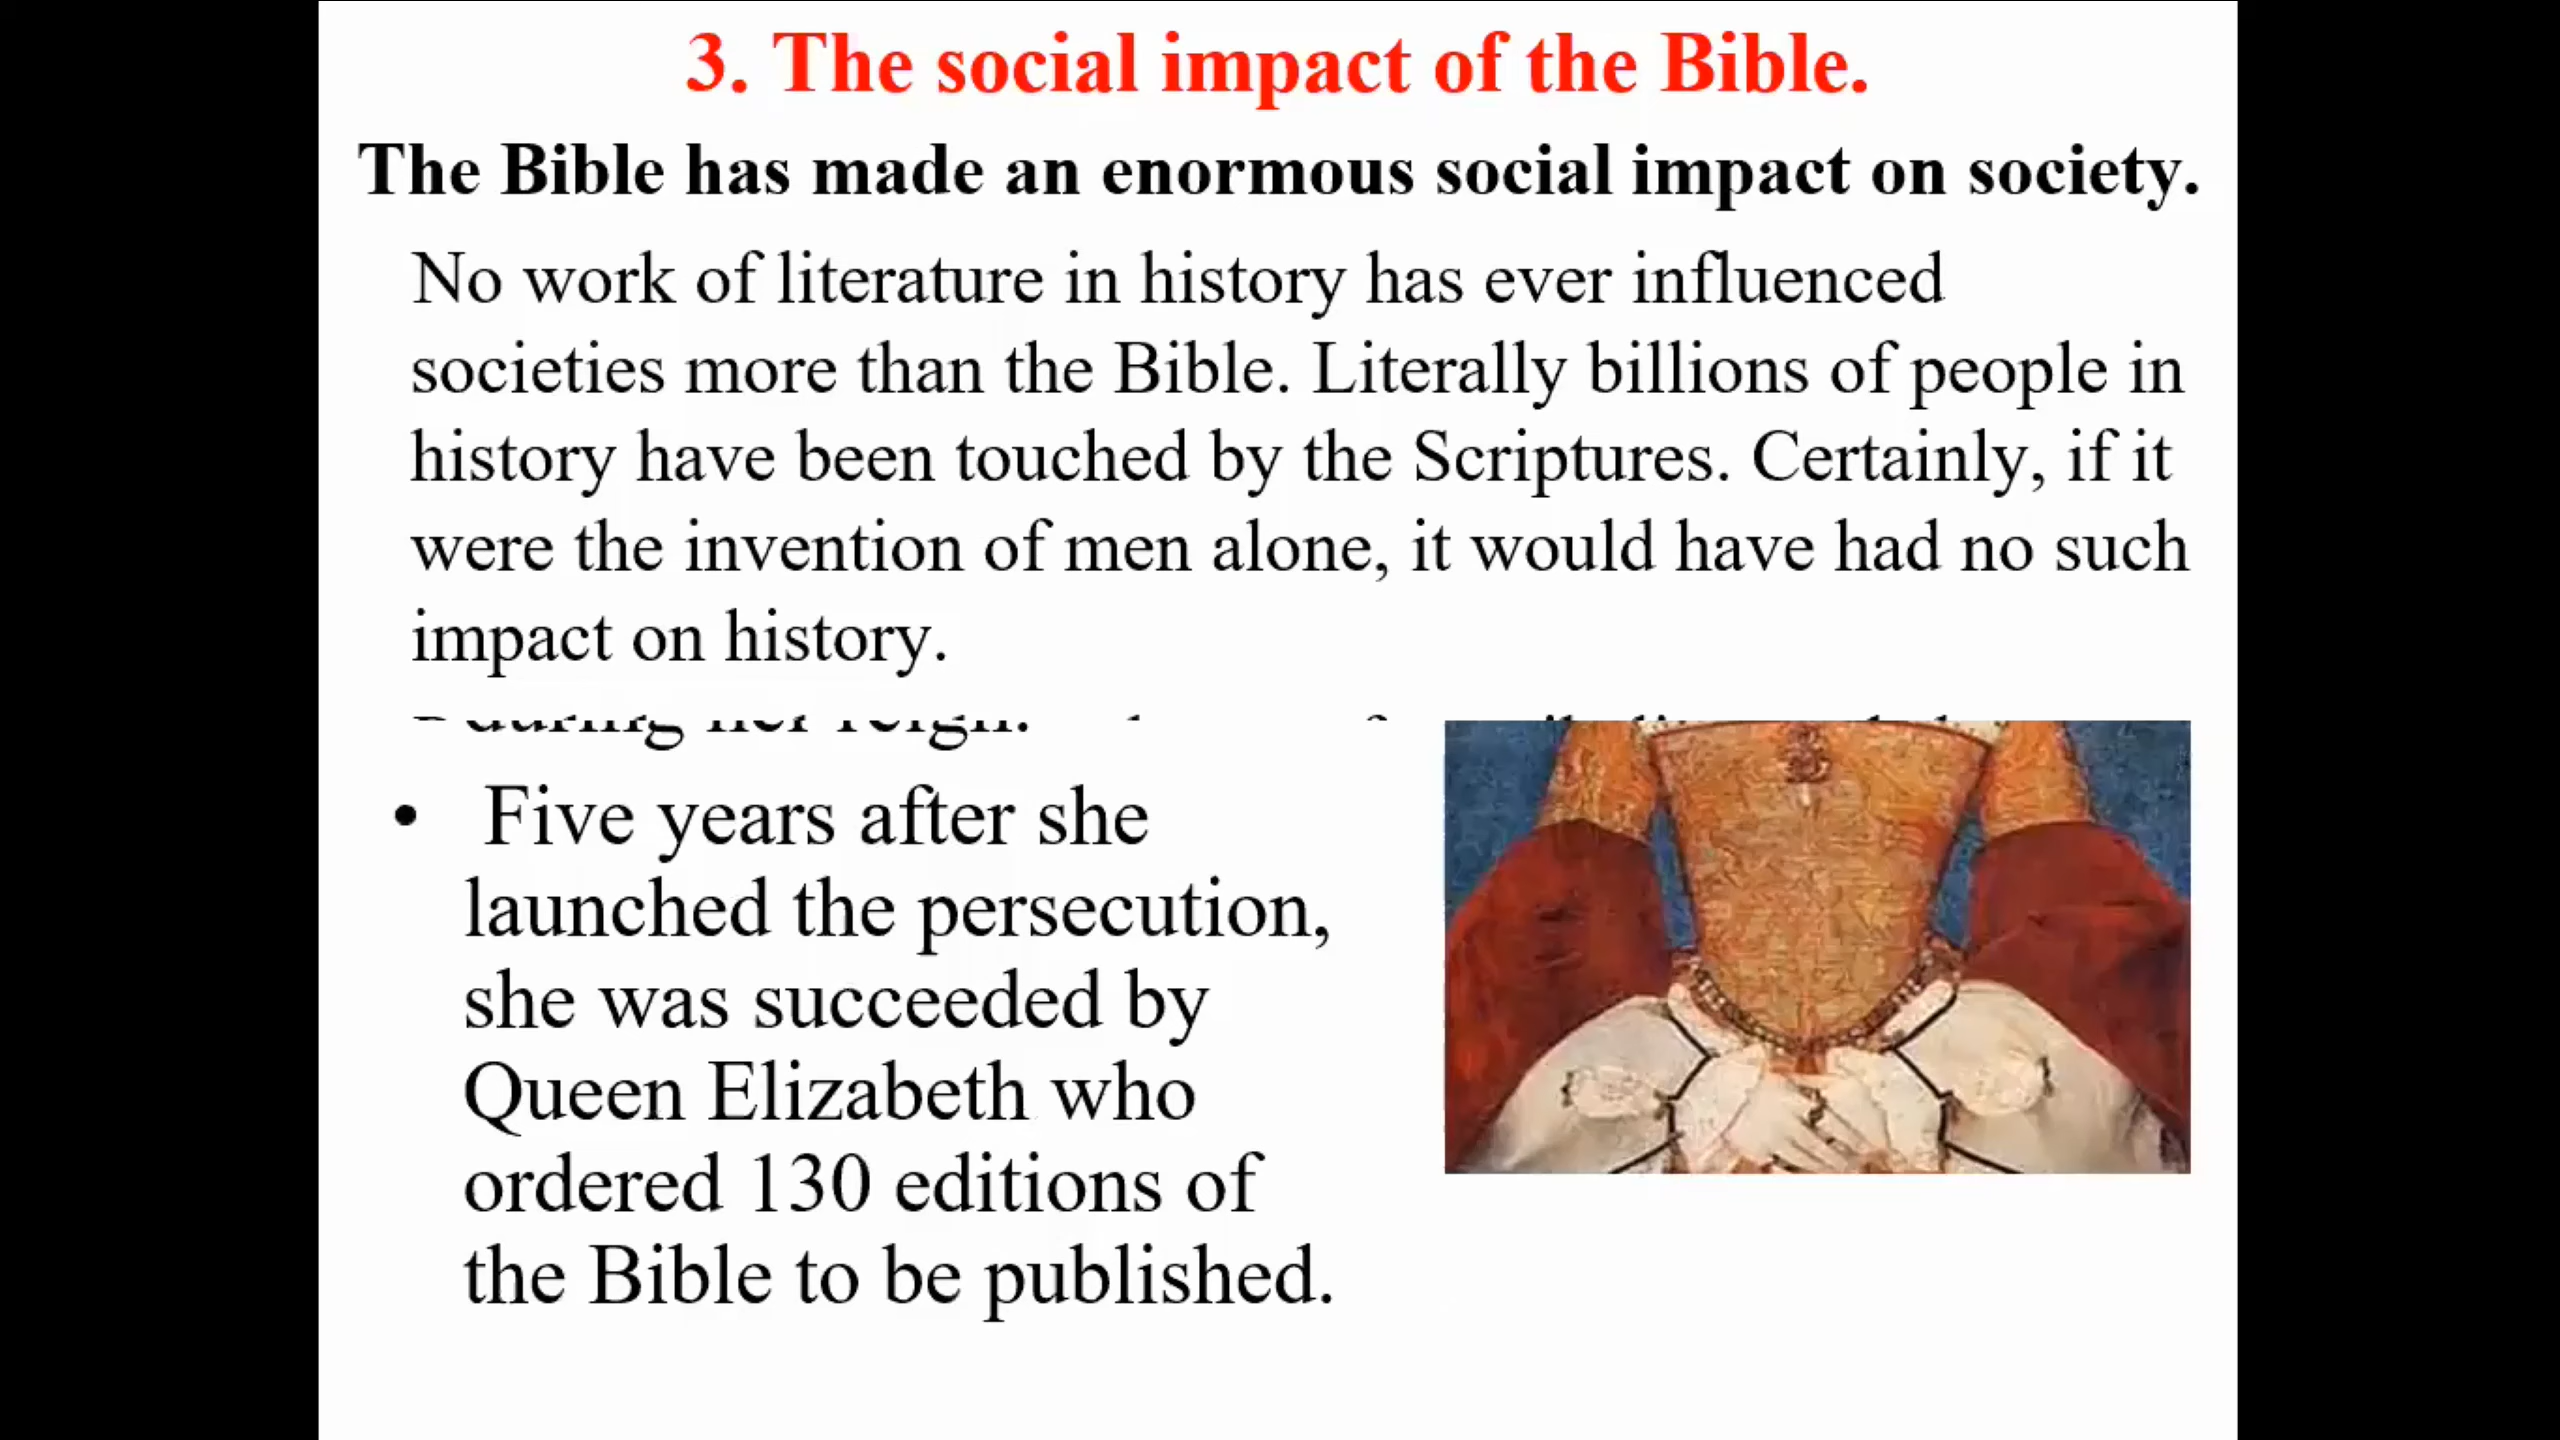 3. The social impact of the Bible.
The Bible has made an enormous social impact on society.
No work of literature in history has ever influenced
societies more than the Bible. Literally billions of people in
history have been touched by the Scriptures. Certainly, if it
were the invention of men alone, it would have had no such
impact on history.
during her reign.
• Five years after she
launched the persecution,
she was succeeded by
Queen Elizabeth who
ordered 130 editions of
the Bible to be published.